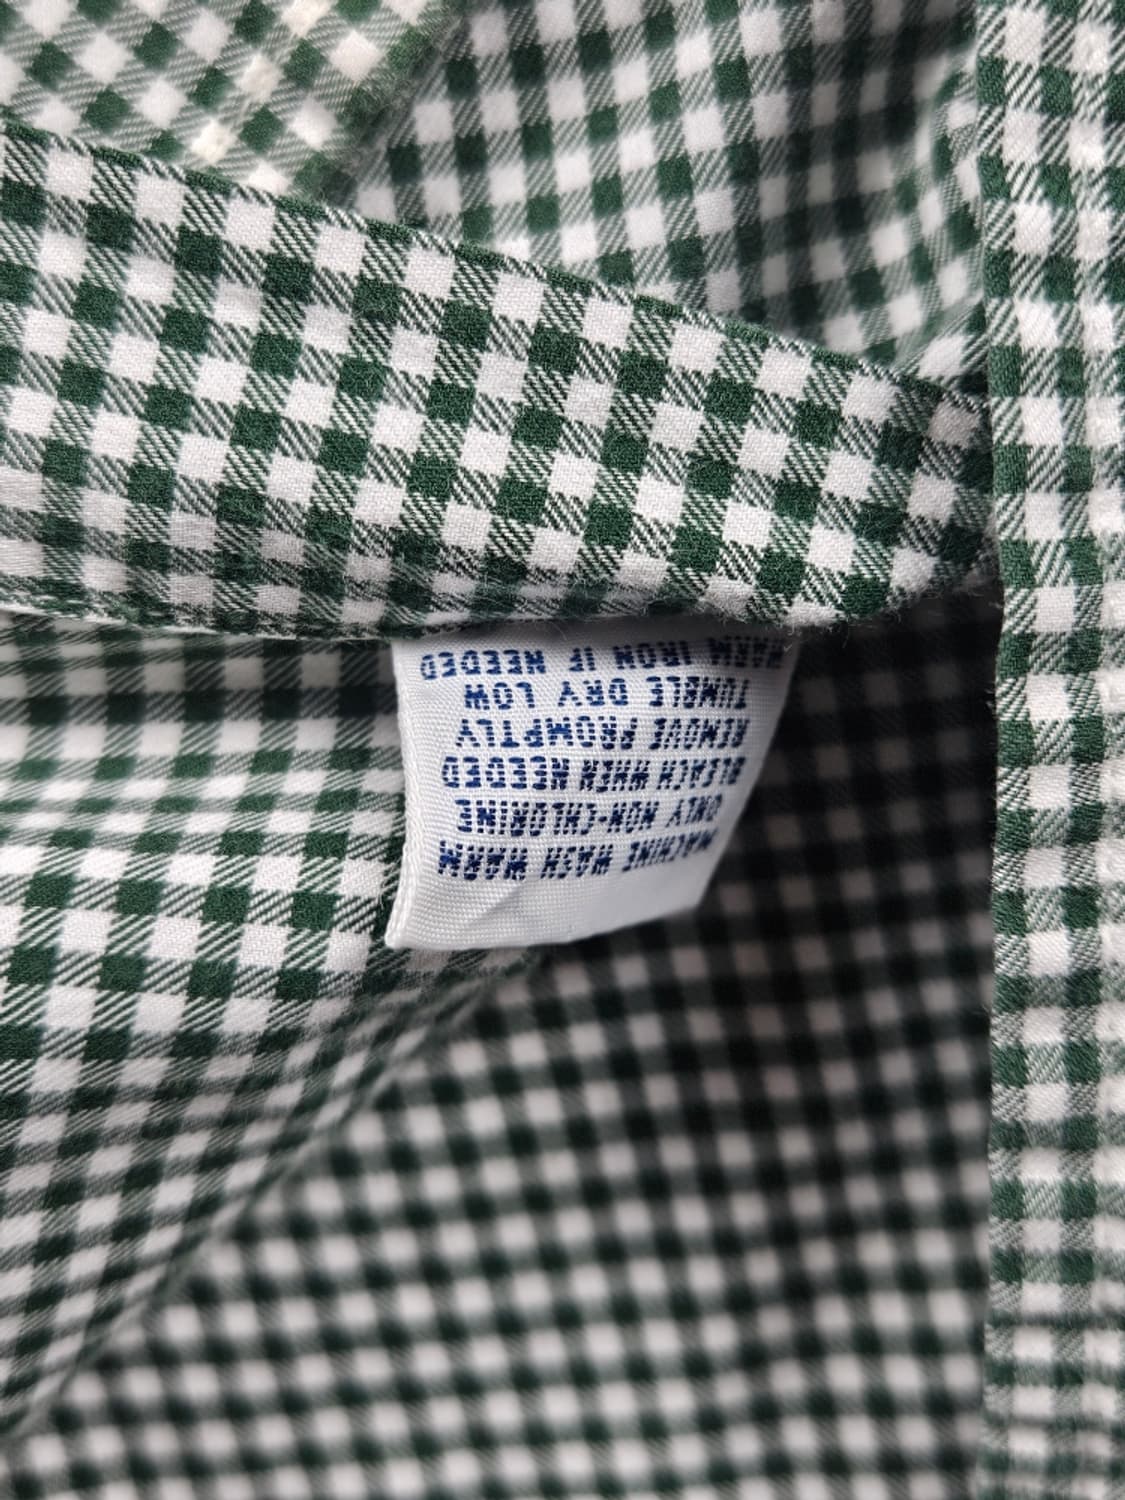 MACHINE WASH WARM
ONLY NON-CHLORINE
BLEACH WHEN NEEDED
REMOVE PROMPTLY
TUMBLE DRY LOW
WARM IRON IF NEEDED